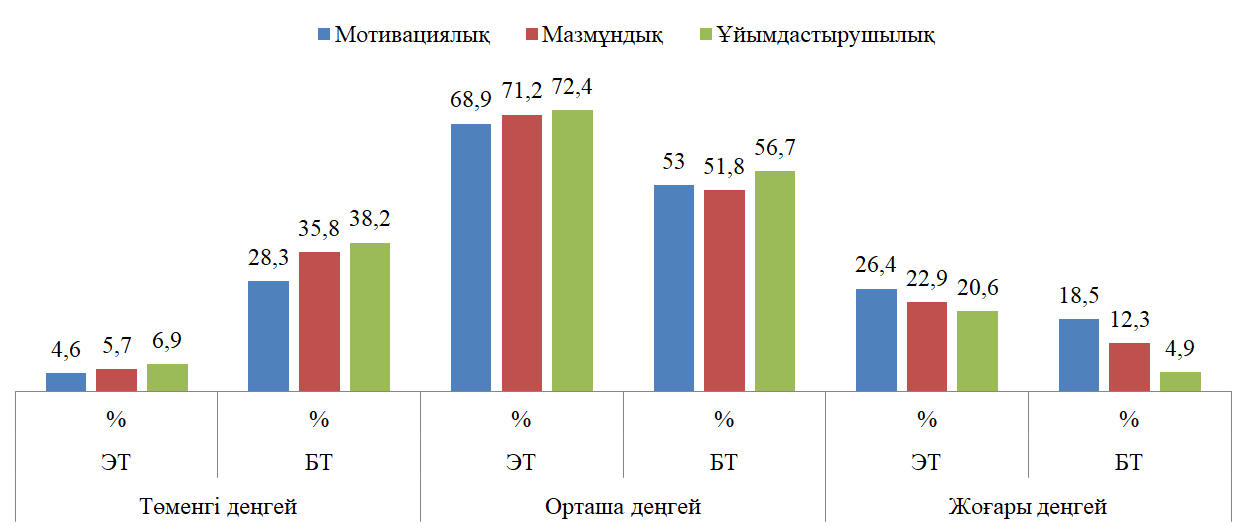 Мотивациялық Мазмұндық Ұйымдастырушылық
4,6 5,7 6,9 28,3 35,8 38,2 68,9 71,2 72,4 53 51,8 56,7 26,4 22,9 20,6 18,5 12,3 4,9
% % % % % %
ЭТ БТ ЭТ БТ ЭТ БТ
Төменгі деңгей Орташа деңгей Жоғары деңгей